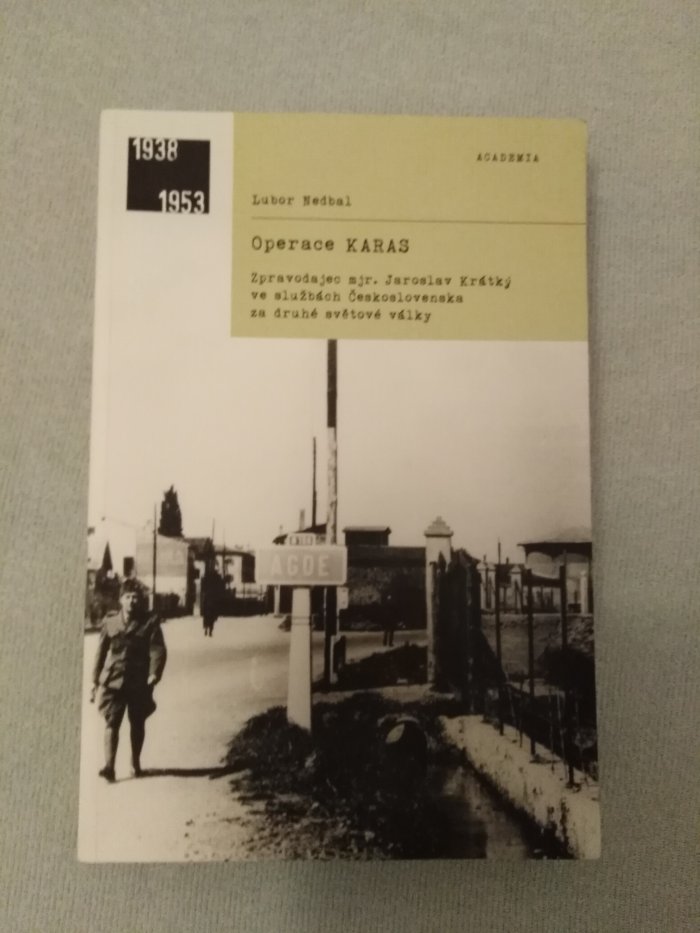 1938
1953
ACADEMIA
Lubor Nedbal
Operace KARAS
Zpravodajec mjr. Jaroslav Krátký
ve službách Československa
za druhé světové války
AGDE